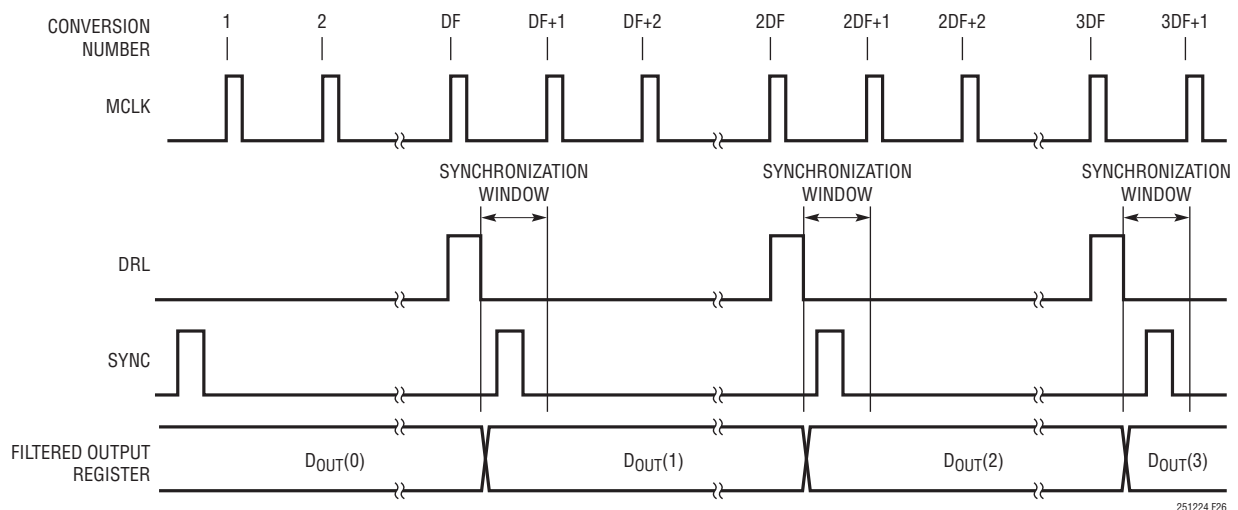 CONVERSION NUMBER
1 2 DF DF+1 DF+2 2DF 2DF+1 2DF+2 3DF 3DF+1
MCLK
SYNCHRONIZATION WINDOW
SYNCHRONIZATION WINDOW
SYNCHRONIZATION WINDOW
DRL
SYNC
FILTERED OUTPUT REGISTER
DOUT(0) DOUT(1) DOUT(2) DOUT(3)
251224 F26